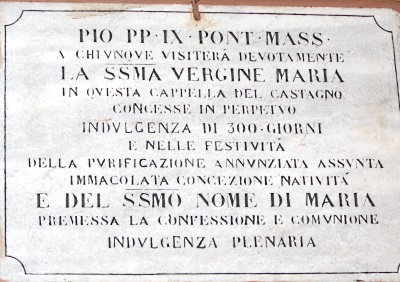 PIO PP·IX·PONT·MASS·
A CHIVNQVE VISITERÀ DEVOTAMENTE
LA SSMA VERGINE MARIA
IN QVESTA CAPPELLA DEL CASTAGNO
CONCESSE IN PERPETVO
INDVLGENZA DI 300·GIORNI
E NELLE FESTIVITÀ
DELLA PVRIFICAZIONE ANNVNZIATA ASSVNTA
IMMACOLATA CONCEZIONE NATIVITÀ
E DEL SSMO NOME DI MARIA
PREMESSA LA CONFESSIONE E COMVNIONE
INDVLGENZA PLENARIA